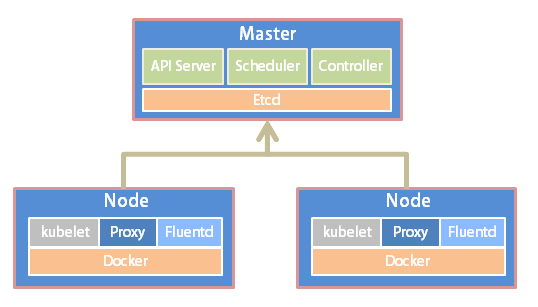 Master
API Server Scheduler Controller
Etcd
Node Node
kubelet Proxy Fluentd kubelet Proxy Fluentd
Docker Docker